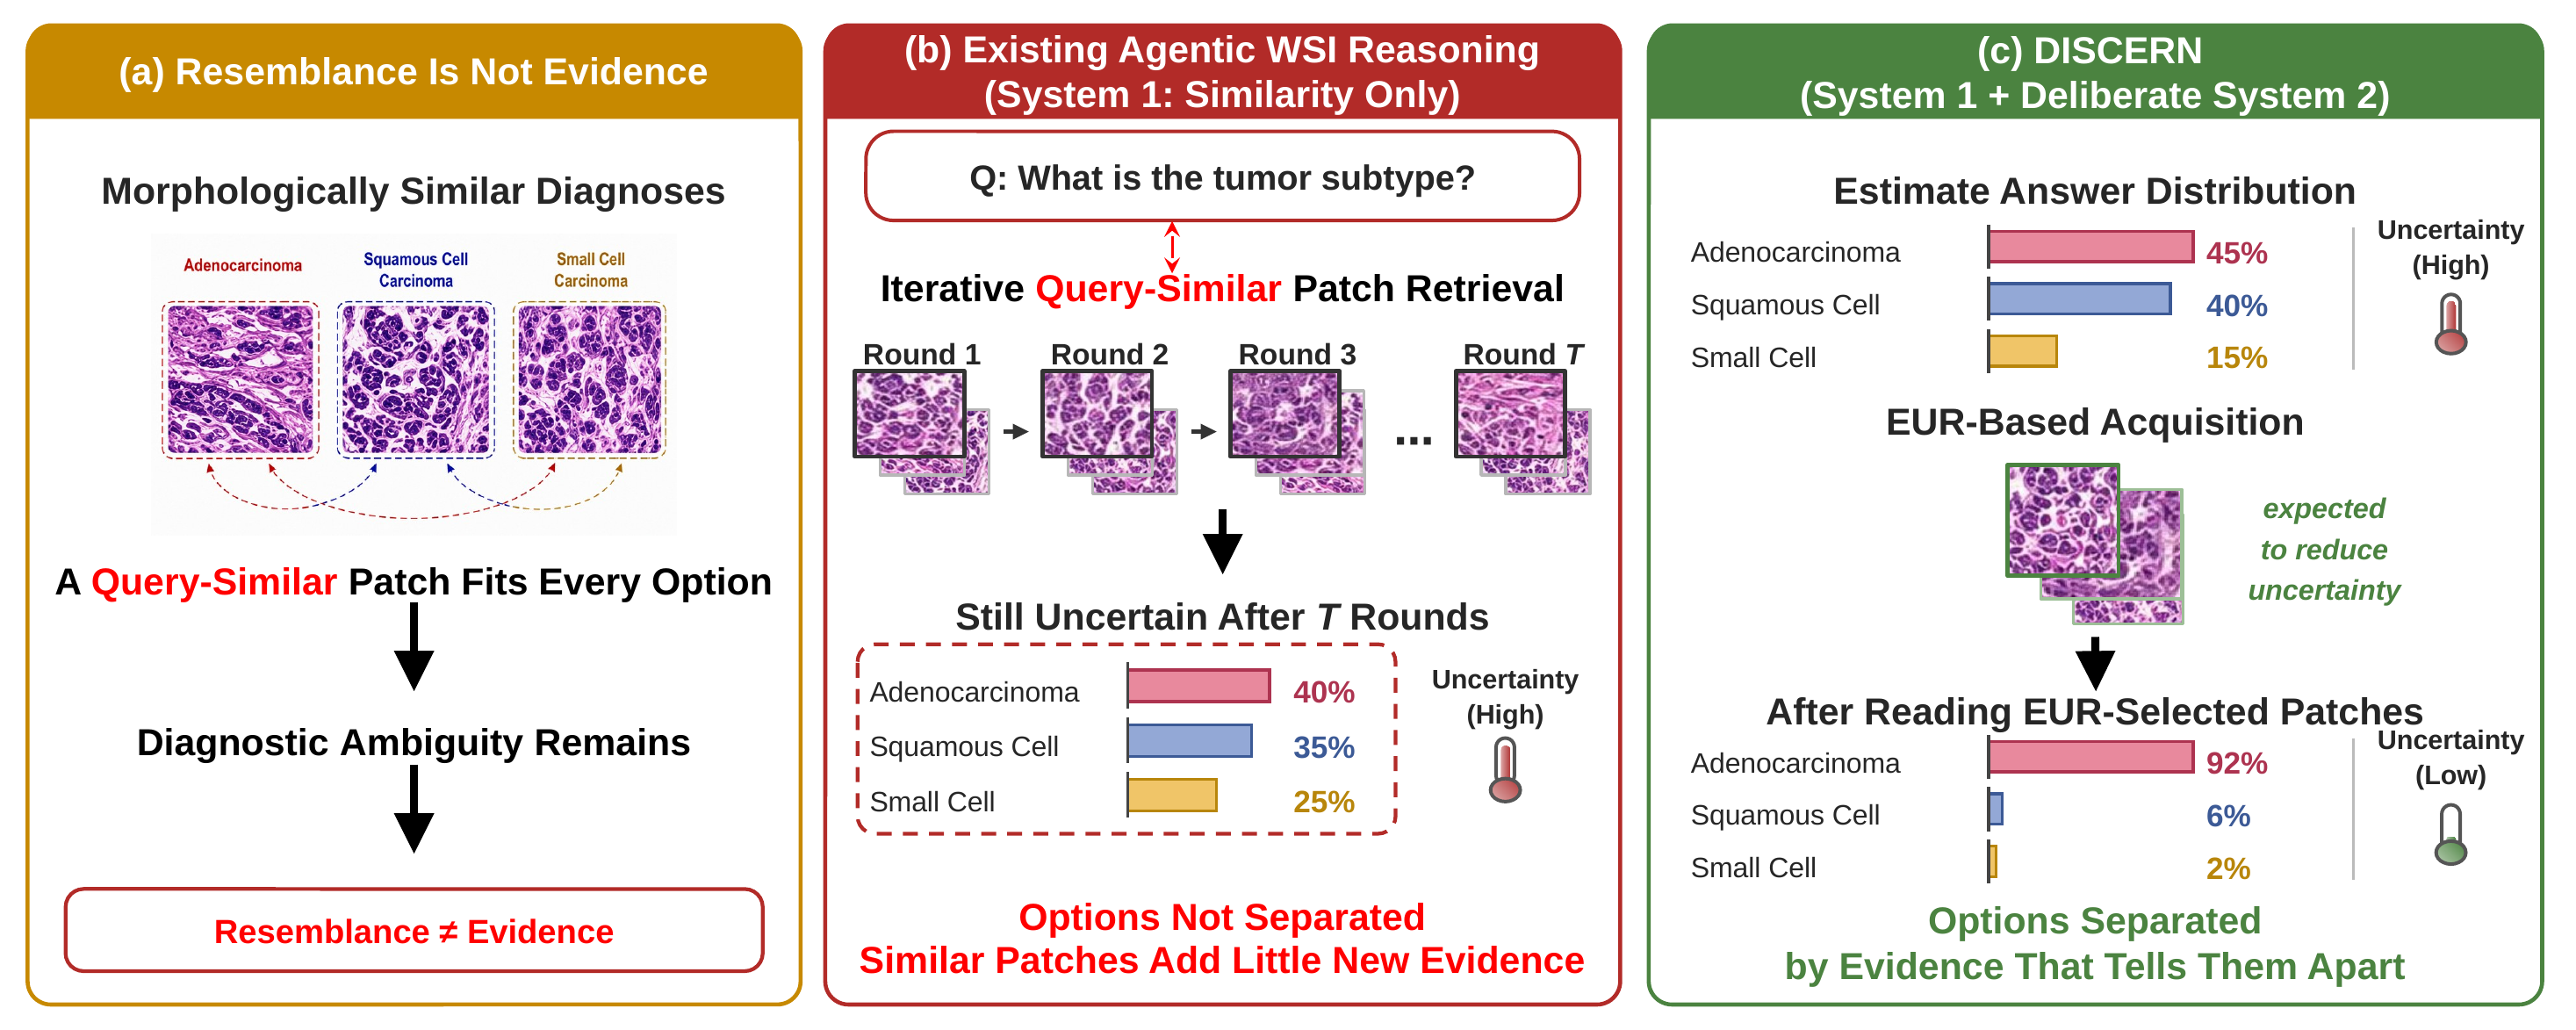 (a) Resemblance Is Not Evidence
Morphologically Similar Diagnoses
Adenocarcinoma
Squamous Cell
Carcinoma
Small Cell
Carcinoma
A Query-Similar Patch Fits Every Option
Diagnostic Ambiguity Remains
Resemblance ≠ Evidence
(b) Existing Agentic WSI Reasoning
(System 1: Similarity Only)
Q: What is the tumor subtype?
Iterative Query-Similar Patch Retrieval
Round 1
Round 2
Round 3
Round T
...
Still Uncertain After T Rounds
Adenocarcinoma 40%
Squamous Cell 35%
Small Cell 25%
Uncertainty
(High)
Options Not Separated
Similar Patches Add Little New Evidence
(c) DISCERN
(System 1 + Deliberate System 2)
Estimate Answer Distribution
Adenocarcinoma 45%
Squamous Cell 40%
Small Cell 15%
Uncertainty
(High)
EUR-Based Acquisition
expected
to reduce
uncertainty
After Reading EUR-Selected Patches
Adenocarcinoma 92%
Squamous Cell 6%
Small Cell 2%
Uncertainty
(Low)
Options Separated
by Evidence That Tells Them Apart